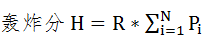 轰炸分 H = R * ∑_{i=1}^{N} P_i